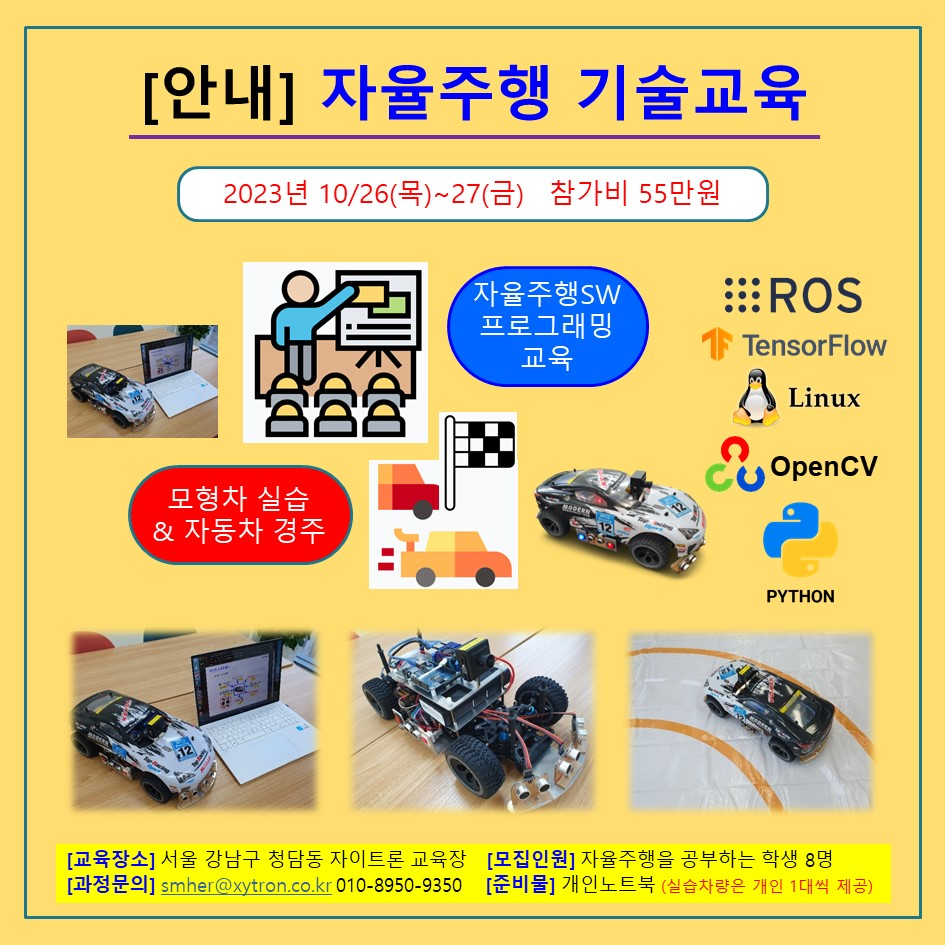 [안내] 자율주행 기술교육
2023년 10/26(목)~27(금) 참가비 55만원
자율주행SW
프로그래밍
교육
ROS
TensorFlow
Linux
OpenCV
PYTHON
모형차 실습
& 자동차 경주
MODERN
12
Top-Racing
12
[교육장소] 서울 강남구 청담동 자이트론 교육장 [모집인원] 자율주행을 공부하는 학생 8명
[과정문의] smher@xytron.co.kr 010-8950-9350 [준비물] 개인노트북 (실습차량은 개인 1대씩 제공)